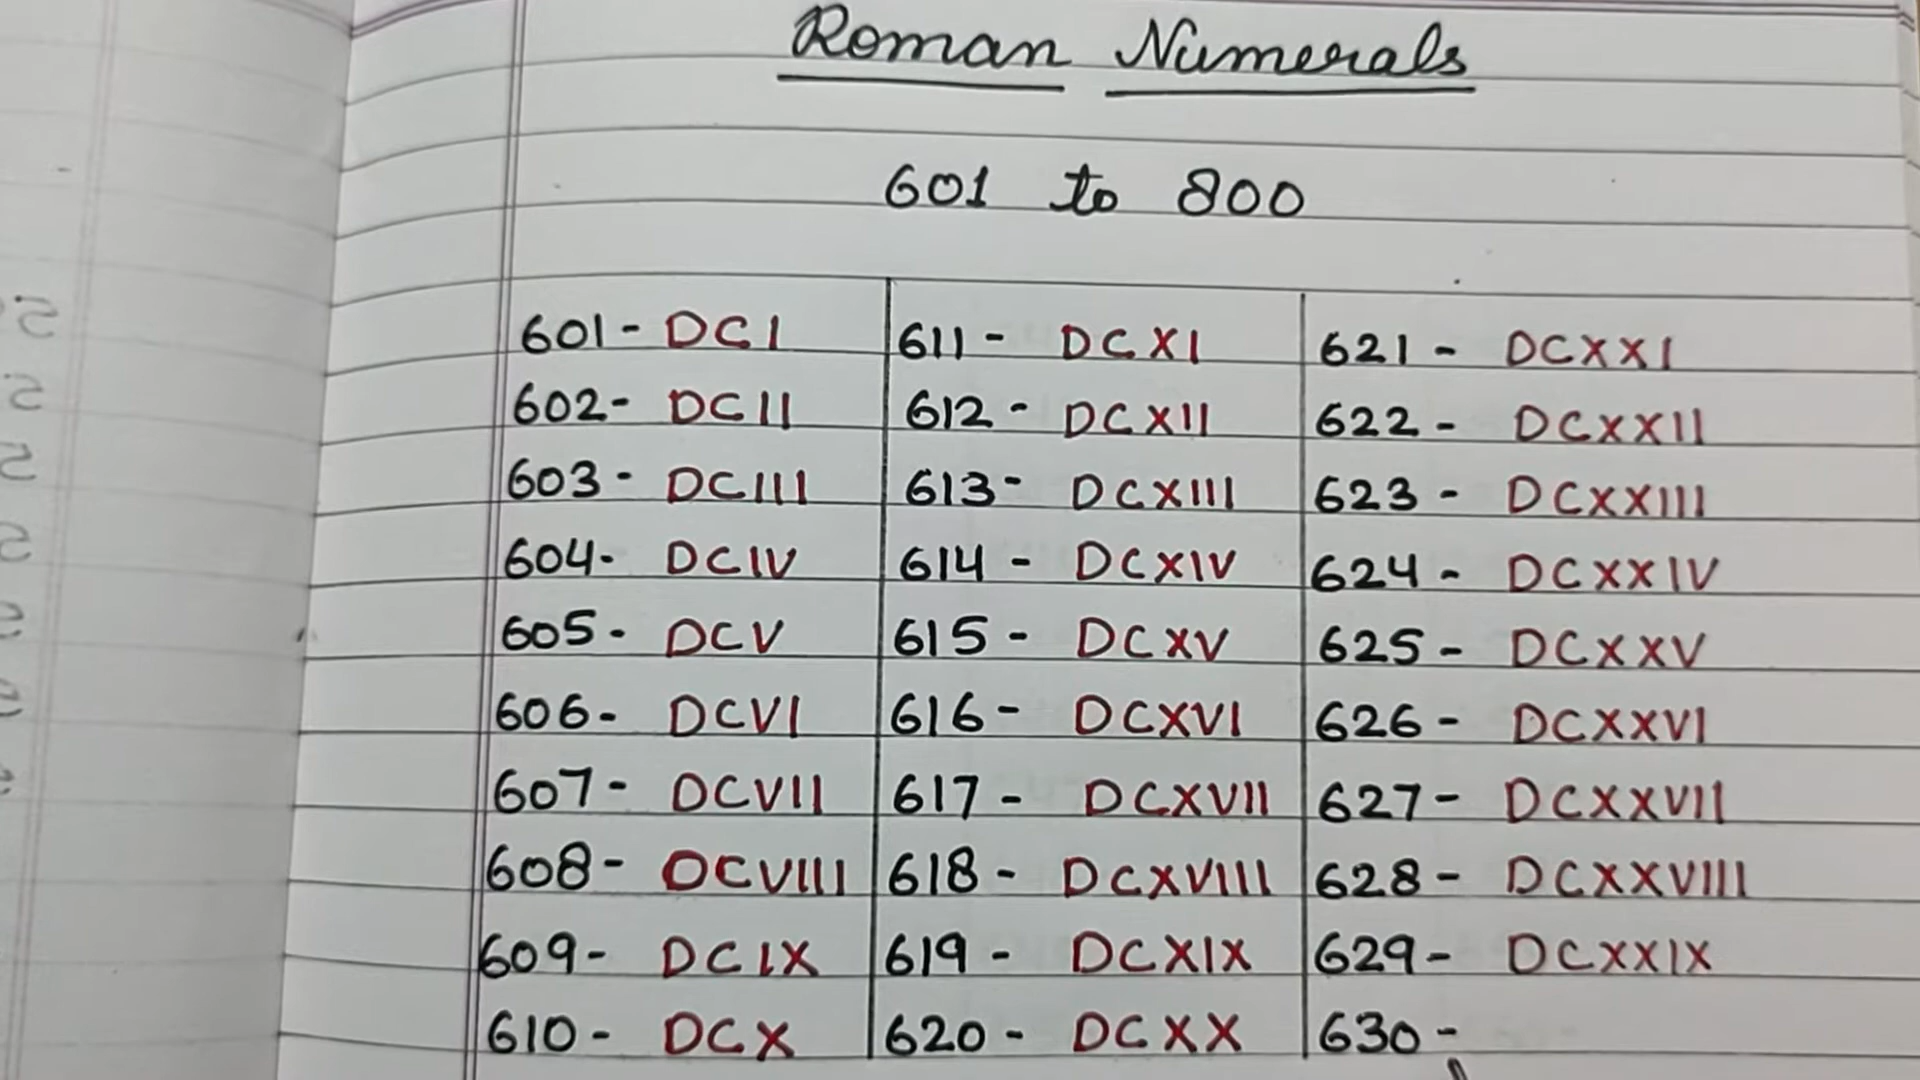 Roman Numerals
601 to 800
601 - DCI
602 - DCII
603 - DCIII
604 - DCIV
605 - DCV
606 - DCVI
607 - DCVII
608 - DCVIII
609 - DCIX
610 - DCX
611 - DCXI
612 - DCXII
613 - DCXIII
614 - DCXIV
615 - DCXV
616 - DCXVI
617 - DCXVII
618 - DCXVIII
619 - DCXIX
620 - DCXX
621 - DCXXI
622 - DCXXII
623 - DCXXIII
624 - DCXXIV
625 - DCXXV
626 - DCXXVI
627 - DCXXVII
628 - DCXXVIII
629 - DCXXIX
630 -